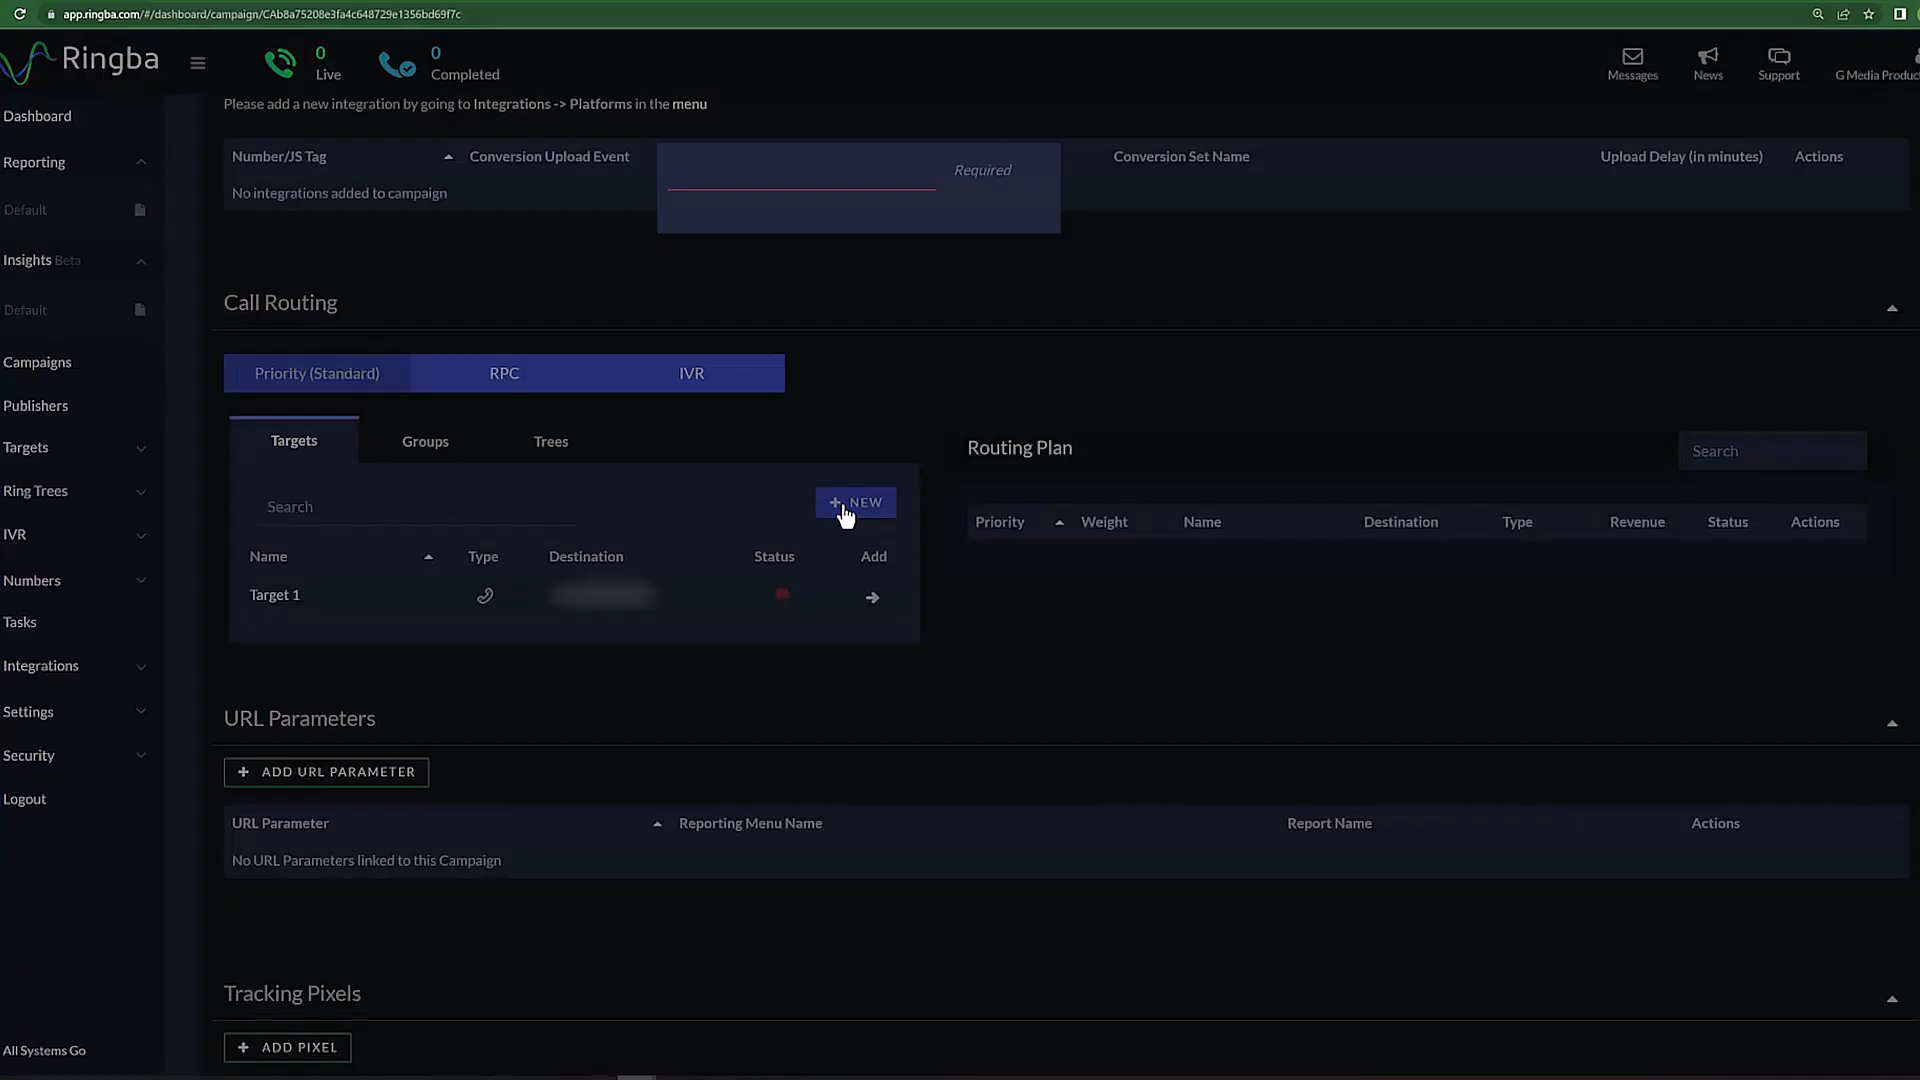 app.ringba.com/#/dashboard/campaign/CAb8a75208e3fa4c648729e1356bd69f7c
Ringba
0
Live
0
Completed
Messages
News
Support
G Media Produc
Please add a new integration by going to Integrations -> Platforms in the menu
Dashboard
Reporting
Default
Insights Beta
Default
Campaigns
Publishers
Targets
Ring Trees
IVR
Numbers
Tasks
Integrations
Settings
Security
Logout
All Systems Go
Number/JS Tag Conversion Upload Event Required Conversion Set Name Upload Delay (in minutes) Actions
No integrations added to campaign
Call Routing
Priority (Standard) RPC IVR
Targets Groups Trees
Search + NEW
Name Type Destination Status Add
Target 1
Routing Plan Search
Priority Weight Name Destination Type Revenue Status Actions
URL Parameters
+ ADD URL PARAMETER
URL Parameter Reporting Menu Name Report Name Actions
No URL Parameters linked to this Campaign
Tracking Pixels
+ ADD PIXEL